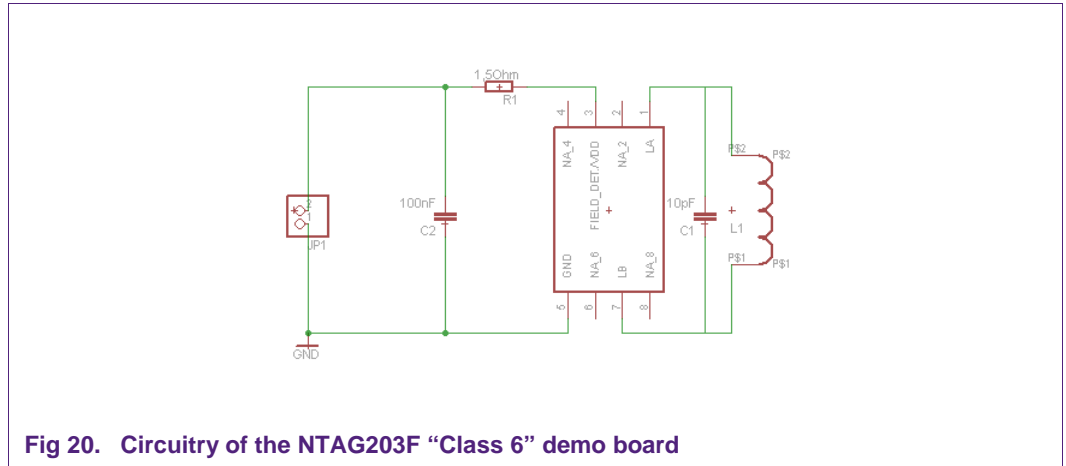 1,5Ohm
R1
4
3
2
1
NA_4
FIELD_DET./VDD
NA_2
LA
P$2
P$2
2
1
JP1
100nF
C2
10pF
C1
L1
GND
NA_6
LB
NA_8
P$1
P$1
5
6
7
8
GND
Fig 20. Circuitry of the NTAG203F “Class 6” demo board